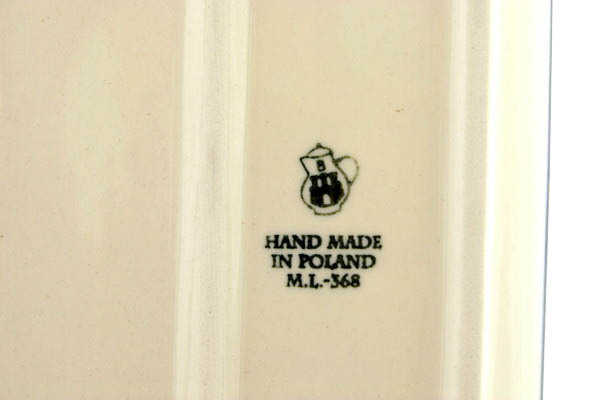 B
HAND MADE
IN POLAND
M.L.-368